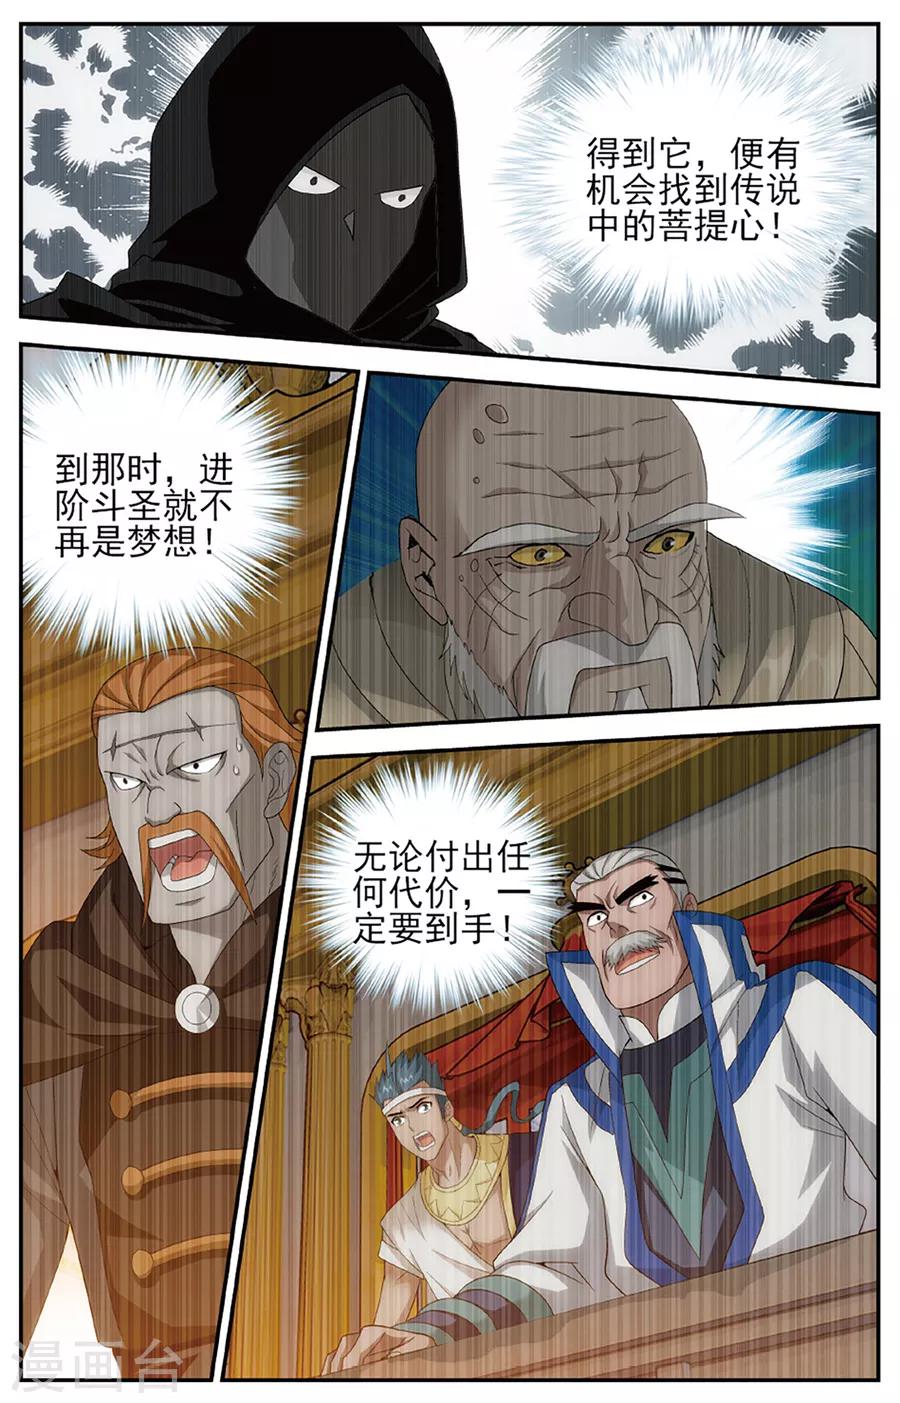 得到它，便有
机会找到传说
中的菩提心！
到那时，进
阶斗圣就不
再是梦想！
无论付出任
何代价，一
定要到手！
漫画台